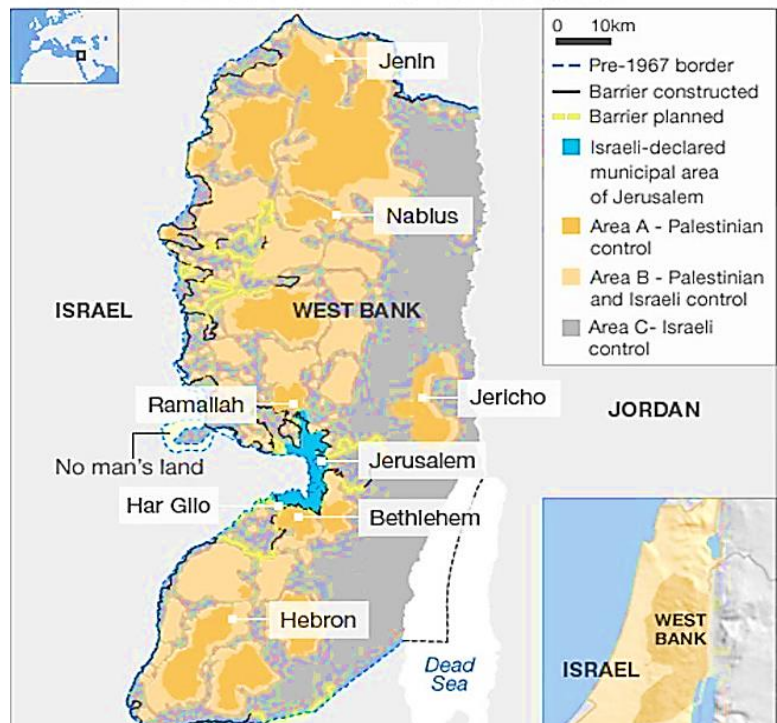 0 10km
Pre-1967 border
Barrier constructed
Barrier planned
Israeli-declared
municipal area
of Jerusalem
Area A - Palestinian
control
Area B - Palestinian
and Israeli control
Area C- Israeli
control
Jenin
Nablus
ISRAEL
WEST BANK
Ramallah
Jericho
JORDAN
No man's land
Jerusalem
Har Gilo
Bethlehem
Hebron
Dead
Sea
WEST
BANK
ISRAEL